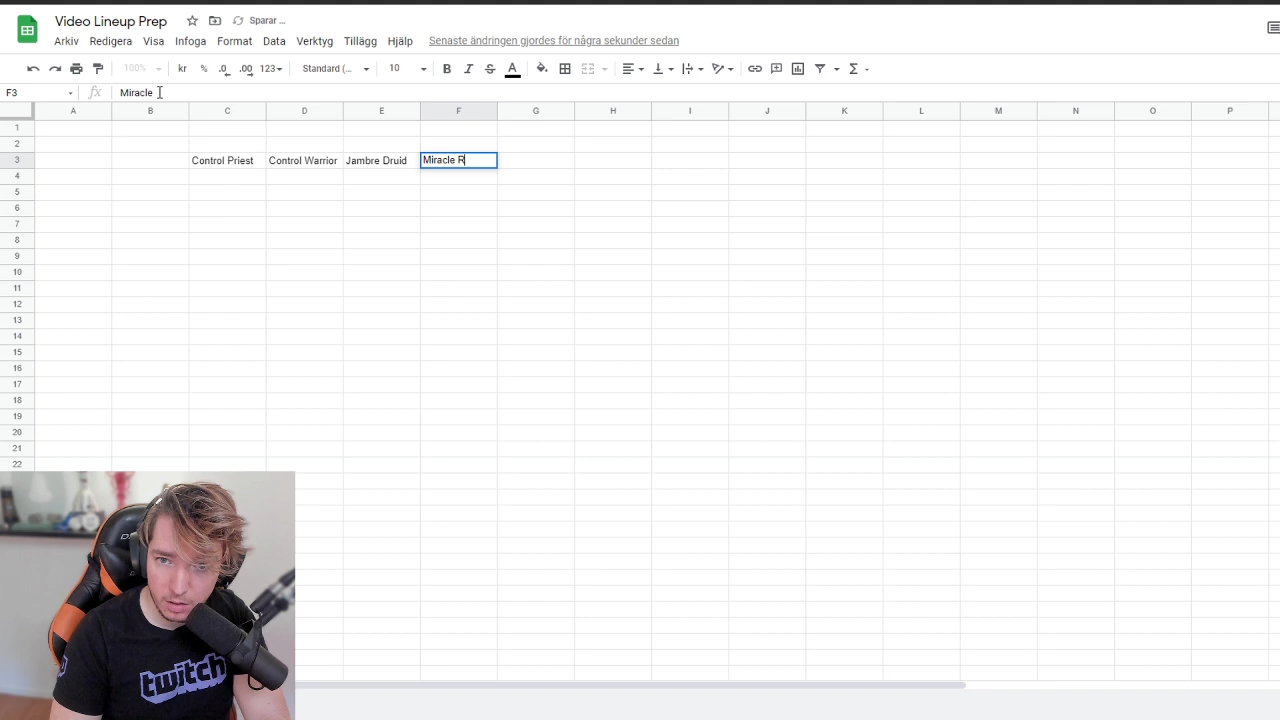 Video Lineup Prep
Sparar ...
Arkiv Redigera Visa Infoga Format Data Verktyg Tillägg Hjälp Senaste ändringen gjordes för några sekunder sedan
100% kr % .0 .00 123 Standard (... 10 B I S A
F3 fx Miracle
A B C D E F G H I J K L M N O P
1
2
3 Control Priest Control Warrior Jambre Druid Miracle R
4
5
6
7
8
9
10
11
12
13
14
15
16
17
18
19
20
21
22
twitch